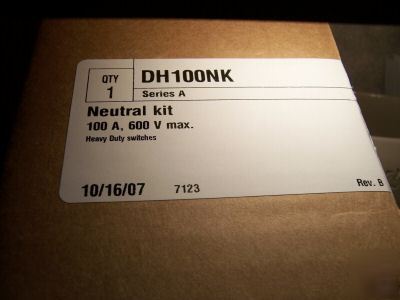 QTY
1
DH100NK
Series A
Neutral kit
100 A, 600 V max.
Heavy Duty switches
10/16/07 7123 Rev. B